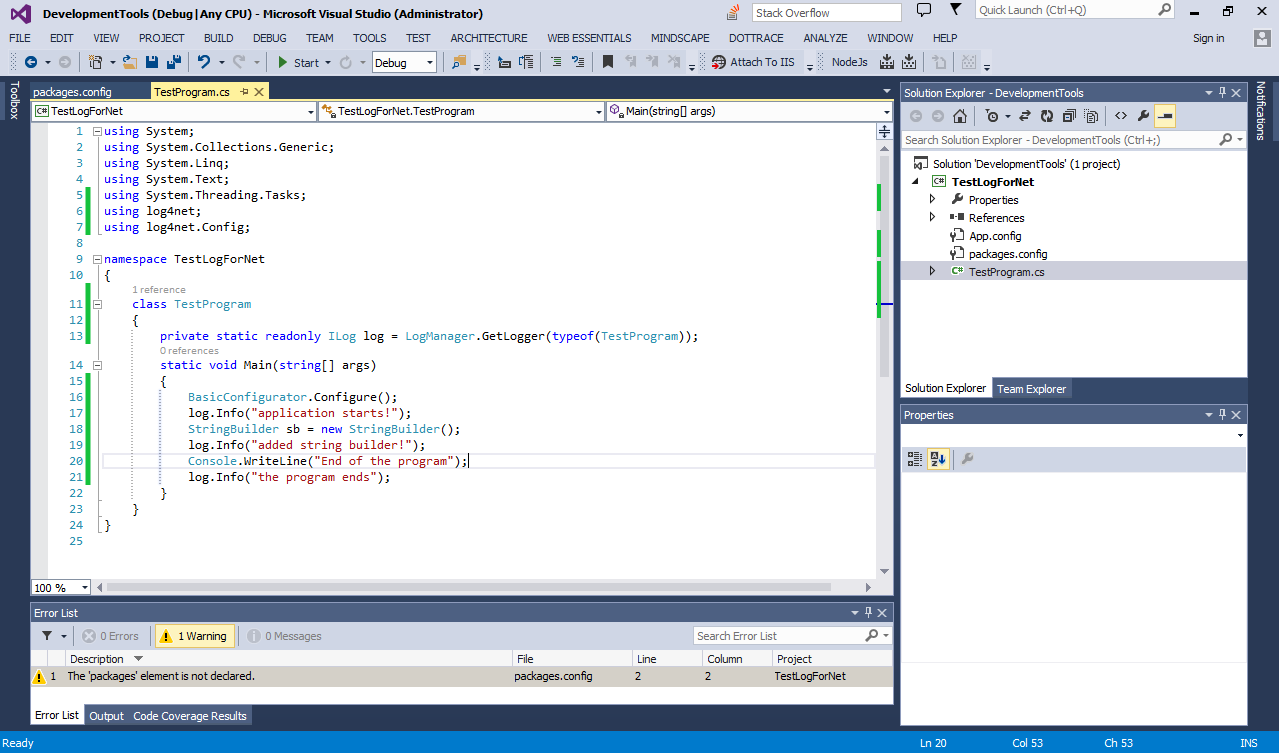 DevelopmentTools (Debug|Any CPU) - Microsoft Visual Studio (Administrator)
Stack Overflow
Quick Launch (Ctrl+Q)
FILE EDIT VIEW PROJECT BUILD DEBUG TEAM TOOLS TEST ARCHITECTURE WEB ESSENTIALS MINDSCAPE DOTTRACE ANALYZE WINDOW HELP Sign in
Start Debug Attach To IIS NodeJs
Toolbox
packages.config TestProgram.cs
C# TestLogForNet TestLogForNet.TestProgram Main(string[] args)
1 using System;
2 using System.Collections.Generic;
3 using System.Linq;
4 using System.Text;
5 using System.Threading.Tasks;
6 using log4net;
7 using log4net.Config;
8
9 namespace TestLogForNet
10 {
1 reference
11 class TestProgram
12 {
13 private static readonly ILog log = LogManager.GetLogger(typeof(TestProgram));
0 references
14 static void Main(string[] args)
15 {
16 BasicConfigurator.Configure();
17 log.Info("application starts!");
18 StringBuilder sb = new StringBuilder();
19 log.Info("added string builder!");
20 Console.WriteLine("End of the program");
21 log.Info("the program ends");
22 }
23 }
24 }
25
100 %
Error List
0 Errors 1 Warning 0 Messages Search Error List
Description File Line Column Project
1 The 'packages' element is not declared. packages.config 2 2 TestLogForNet
Error List Output Code Coverage Results
Solution Explorer - DevelopmentTools
Search Solution Explorer - DevelopmentTools (Ctrl+;)
Solution 'DevelopmentTools' (1 project)
C# TestLogForNet
Properties
References
App.config
packages.config
C# TestProgram.cs
Solution Explorer Team Explorer
Properties
Notifications
Ready Ln 20 Col 53 Ch 53 INS